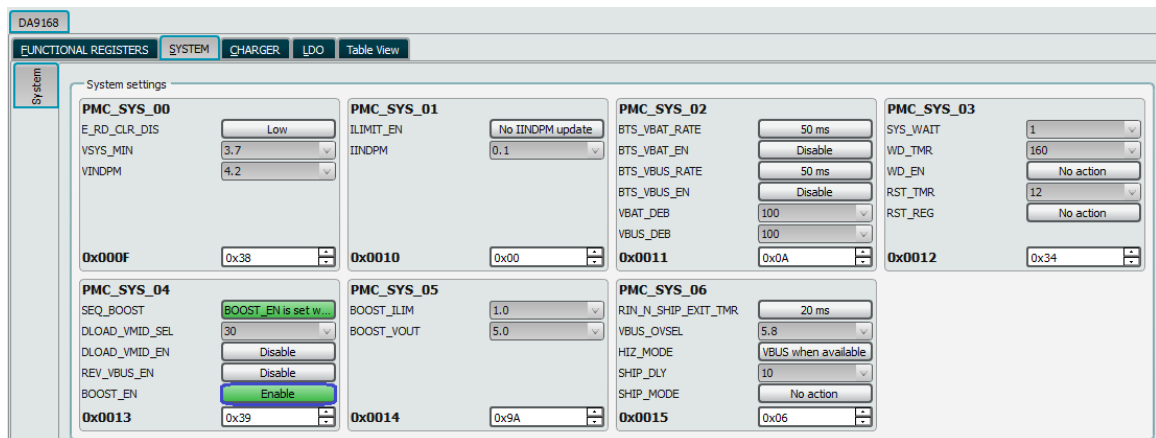 DA9168
FUNCTIONAL REGISTERS SYSTEM CHARGER LDO Table View
System
System settings
PMC_SYS_00
E_RD_CLR_DIS Low
VSYS_MIN 3.7
VINDPM 4.2
0x000F 0x38
PMC_SYS_01
ILIMIT_EN No IINDPM update
IINDPM 0.1
0x0010 0x00
PMC_SYS_02
BTS_VBAT_RATE 50 ms
BTS_VBAT_EN Disable
BTS_VBUS_RATE 50 ms
BTS_VBUS_EN Disable
VBAT_DEB 100
VBUS_DEB 100
0x0011 0x0A
PMC_SYS_03
SYS_WAIT 1
WD_TMR 160
WD_EN No action
RST_TMR 12
RST_REG No action
0x0012 0x34
PMC_SYS_04
SEQ_BOOST BOOST_EN is set w...
DLOAD_VMID_SEL 30
DLOAD_VMID_EN Disable
REV_VBUS_EN Disable
BOOST_EN Enable
0x0013 0x39
PMC_SYS_05
BOOST_ILIM 1.0
BOOST_VOUT 5.0
0x0014 0x9A
PMC_SYS_06
RIN_N_SHIP_EXIT_TMR 20 ms
VBUS_OVSEL 5.8
HIZ_MODE VBUS when available
SHIP_DLY 10
SHIP_MODE No action
0x0015 0x06